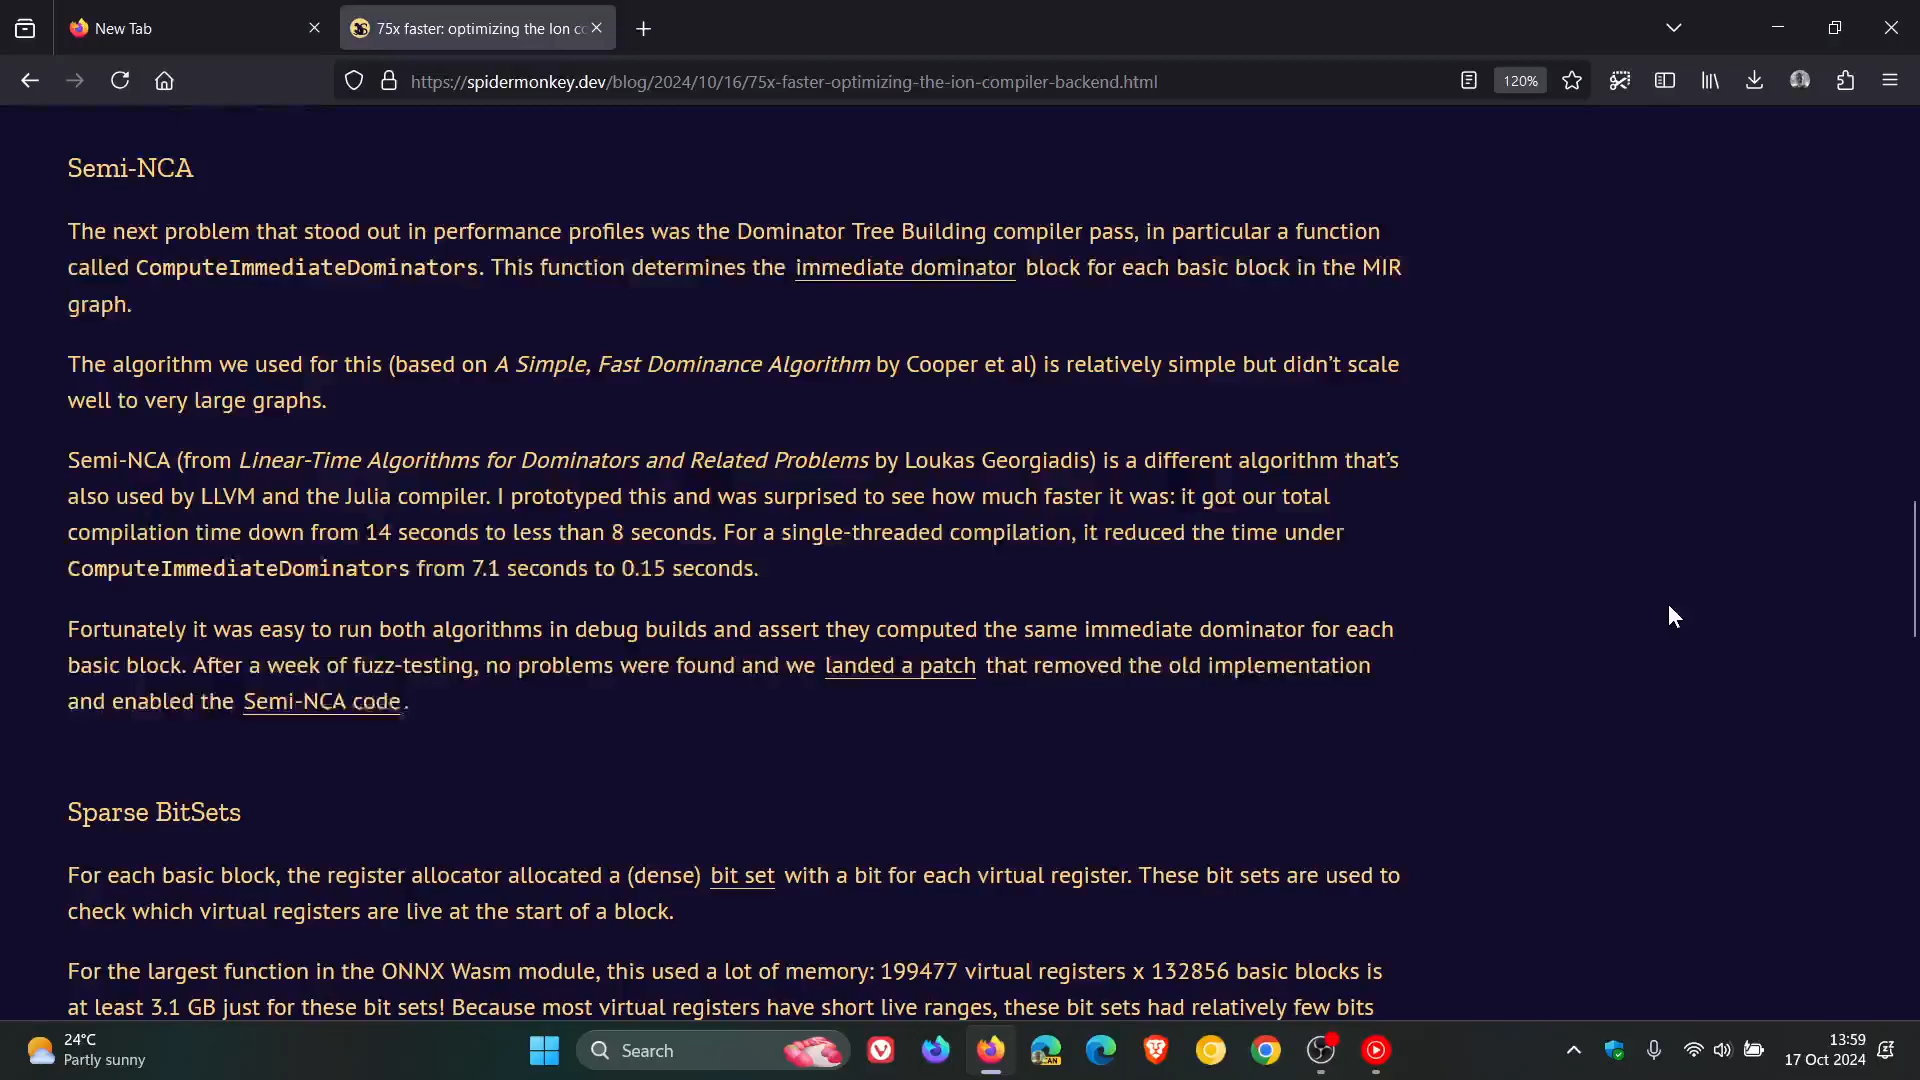 New Tab
75x faster: optimizing the Ion cc
https://spidermonkey.dev/blog/2024/10/16/75x-faster-optimizing-the-ion-compiler-backend.html
120%
Semi-NCA
The next problem that stood out in performance profiles was the Dominator Tree Building compiler pass, in particular a function
called ComputeImmediateDominators. This function determines the immediate dominator block for each basic block in the MIR
graph.
The algorithm we used for this (based on A Simple, Fast Dominance Algorithm by Cooper et al) is relatively simple but didn’t scale
well to very large graphs.
Semi-NCA (from Linear-Time Algorithms for Dominators and Related Problems by Loukas Georgiadis) is a different algorithm that’s
also used by LLVM and the Julia compiler. I prototyped this and was surprised to see how much faster it was: it got our total
compilation time down from 14 seconds to less than 8 seconds. For a single-threaded compilation, it reduced the time under
ComputeImmediateDominators from 7.1 seconds to 0.15 seconds.
Fortunately it was easy to run both algorithms in debug builds and assert they computed the same immediate dominator for each
basic block. After a week of fuzz-testing, no problems were found and we landed a patch that removed the old implementation
and enabled the Semi-NCA code.
Sparse BitSets
For each basic block, the register allocator allocated a (dense) bit set with a bit for each virtual register. These bit sets are used to
check which virtual registers are live at the start of a block.
For the largest function in the ONNX Wasm module, this used a lot of memory: 199477 virtual registers x 132856 basic blocks is
at least 3.1 GB just for these bit sets! Because most virtual registers have short live ranges, these bit sets had relatively few bits
24°C
Partly sunny
Search
CAN
13:59
17 Oct 2024